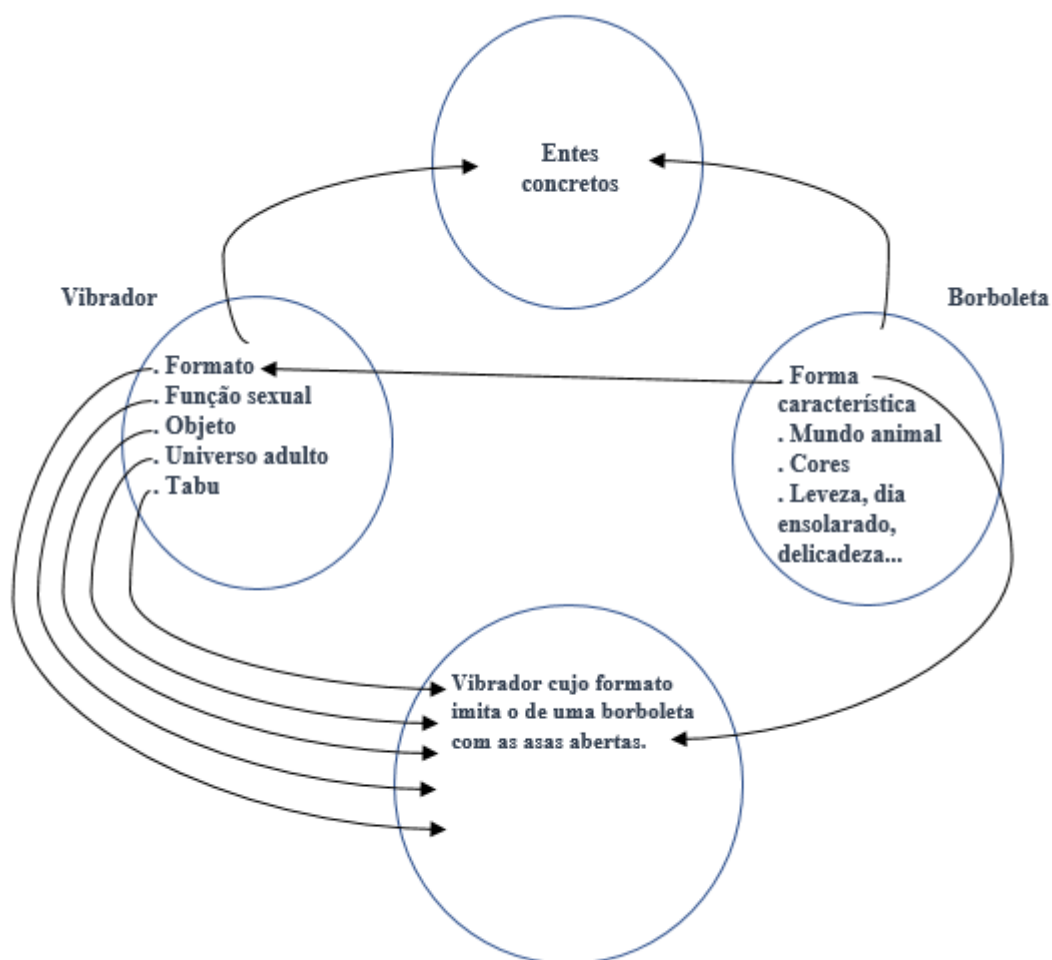 Entes
concretos
Vibrador
Borboleta
. Formato
. Função sexual
. Objeto
. Universo adulto
. Tabu
. Forma
característica
. Mundo animal
. Cores
. Leveza, dia
ensolarado,
delicadeza...
Vibrador cujo formato
imita o de uma borboleta
com as asas abertas.